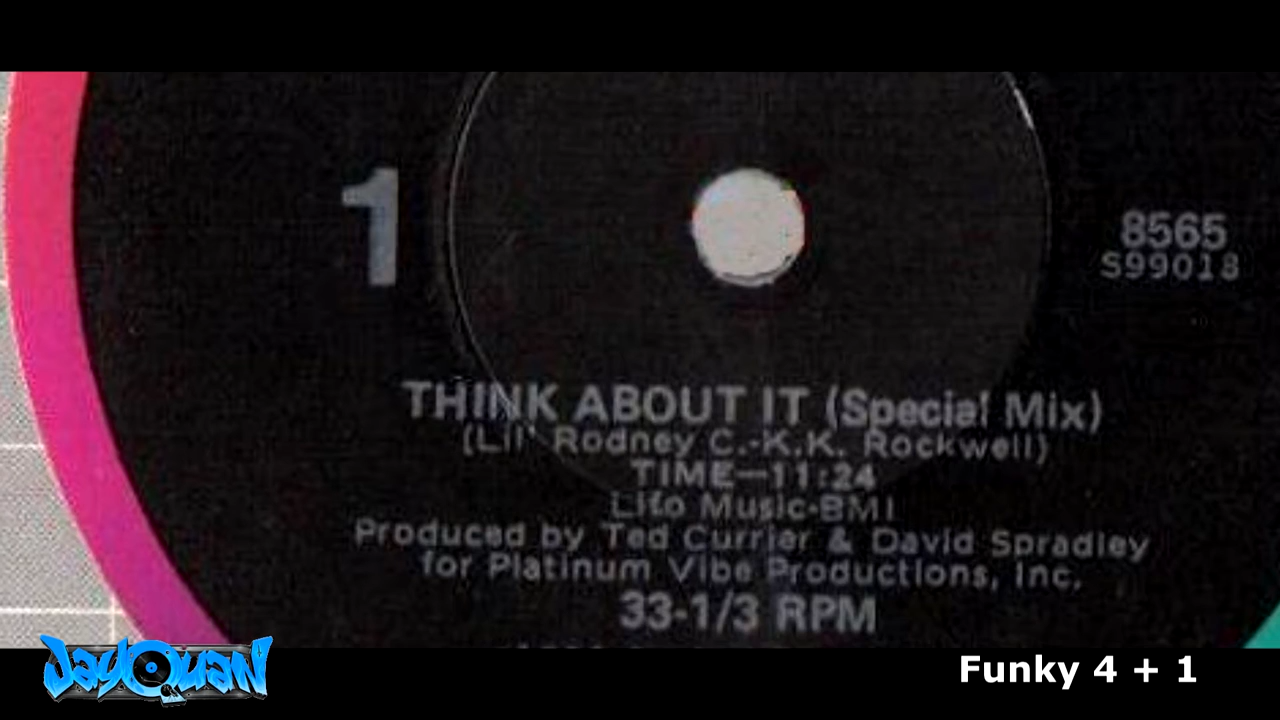 1
8565
S99018
THINK ABOUT IT (Special Mix)
(Lil' Rodney C.-K.K. Rockwell)
TIME—11:24
Lifo Music-BMI
Produced by Ted Currier & David Spradley
for Platinum Vibe Productions, Inc.
33-1/3 RPM
JayQuan
Funky 4 + 1